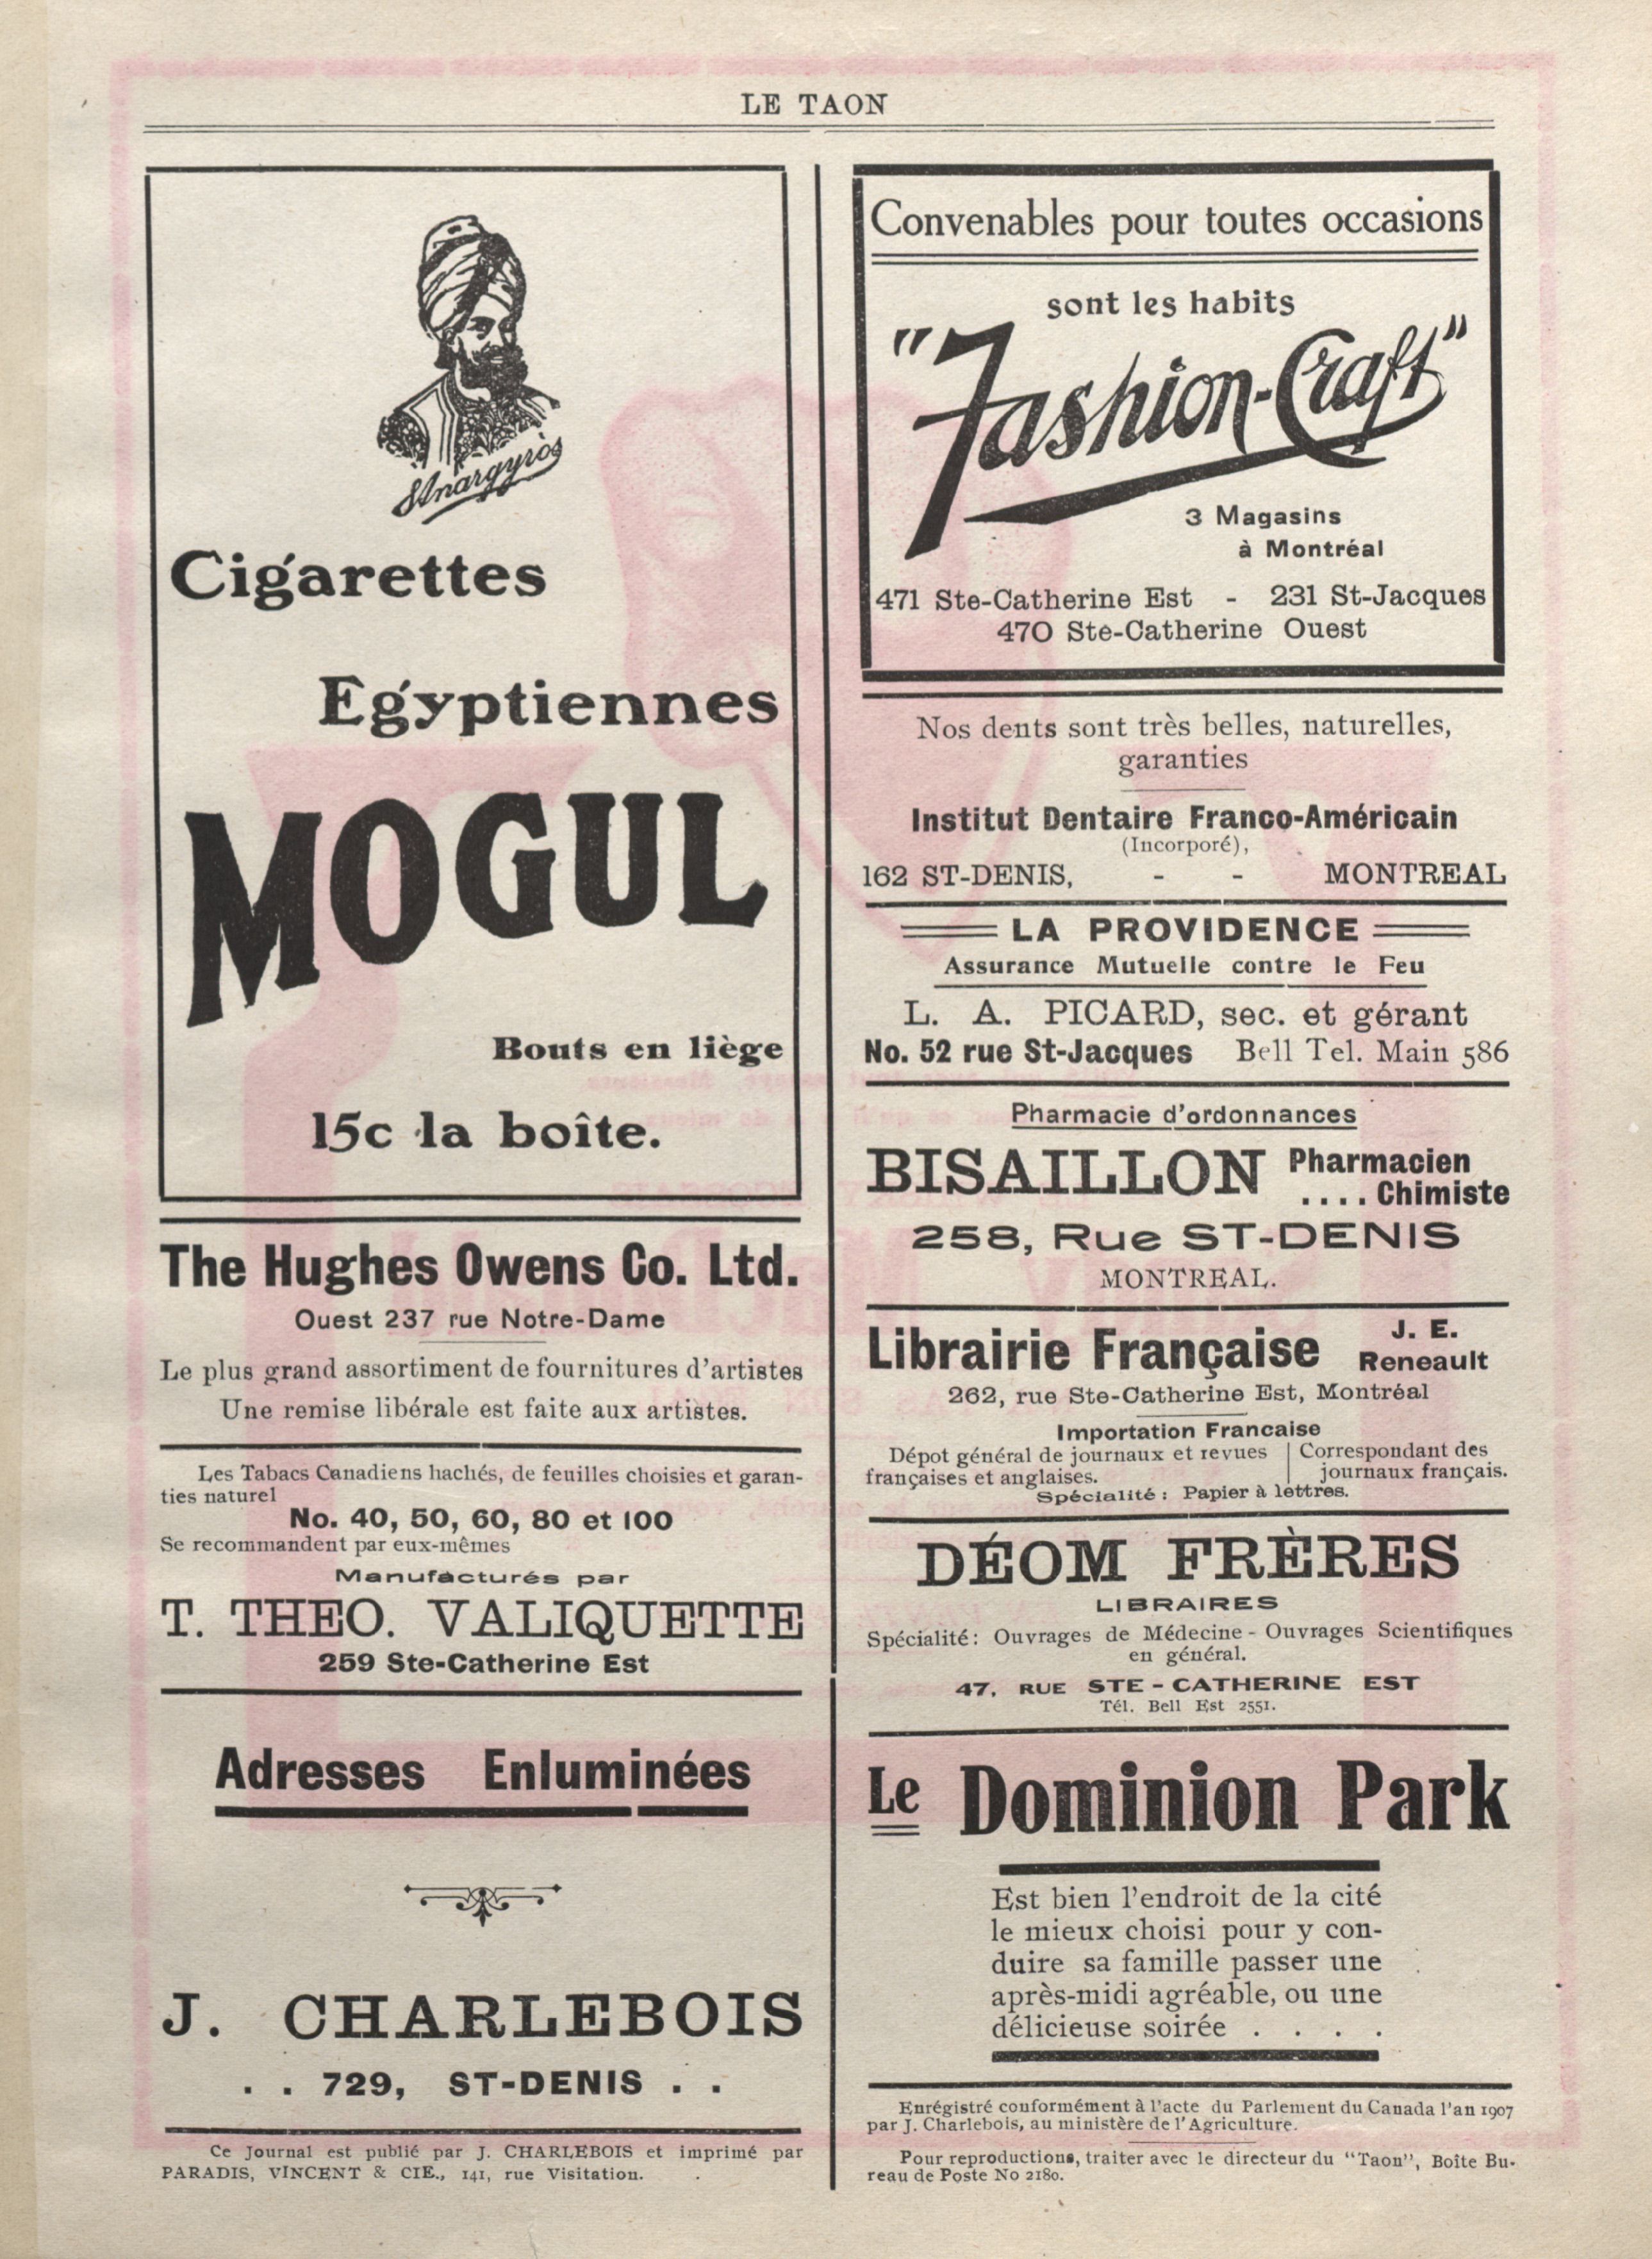 LE TAON
Anargyros
Cigarettes
Egyptiennes
MOGUL
Bouts en liège
15c la boîte.
The Hughes Owens Co. Ltd.
Ouest 237 rue Notre-Dame
Le plus grand assortiment de fournitures d'artistes
Une remise libérale est faite aux artistes.
Les Tabacs Canadiens hachés, de feuilles choisies et garan-
ties naturel
No. 40, 50, 60, 80 et 100
Se recommandent par eux-mêmes
Manufacturés par
T. THEO. VALIQUETTE
259 Ste-Catherine Est
Adresses Enluminées
J. CHARLEBOIS
. . 729, ST-DENIS . .
Ce Journal est publié par J. CHARLEBOIS et imprimé par
PARADIS, VINCENT & CIE., 141, rue Visitation.
Convenables pour toutes occasions
sont les habits
"Fashion-Craft"
3 Magasins
à Montréal
471 Ste-Catherine Est - 231 St-Jacques
470 Ste-Catherine Ouest
Nos dents sont très belles, naturelles,
garanties
Institut Dentaire Franco-Américain
(Incorporé),
162 ST-DENIS, - - MONTREAL
LA PROVIDENCE
Assurance Mutuelle contre le Feu
L. A. PICARD, sec. et gérant
No. 52 rue St-Jacques Bell Tel. Main 586
Pharmacie d'ordonnances
BISAILLON Pharmacien
.... Chimiste
258, Rue ST-DENIS
MONTREAL.
Librairie Française J. E.
Reneault
262, rue Ste-Catherine Est, Montréal
Importation Francaise
Dépot général de journaux et revues | Correspondant des
françaises et anglaises. | journaux français.
Spécialité : Papier à lettres.
DÉOM FRÈRES
LIBRAIRES
Spécialité: Ouvrages de Médecine - Ouvrages Scientifiques
en général.
47, RUE STE-CATHERINE EST
Tél. Bell Est 2551.
Le Dominion Park
Est bien l'endroit de la cité
le mieux choisi pour y con-
duire sa famille passer une
après-midi agréable, ou une
délicieuse soirée . . . .
Enrégistré conformément à l'acte du Parlement du Canada l'an 1907
par J. Charlebois, au ministère de l'Agriculture.
Pour reproductions, traiter avec le directeur du "Taon", Boîte Bu-
reau de Poste No 2180.